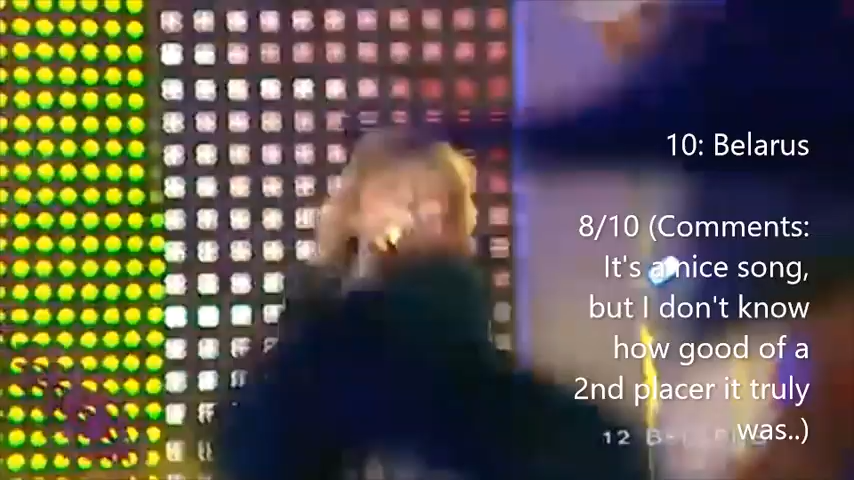 10: Belarus
8/10 (Comments:
It's a nice song,
but I don't know
how good of a
2nd placer it truly
was..)
12